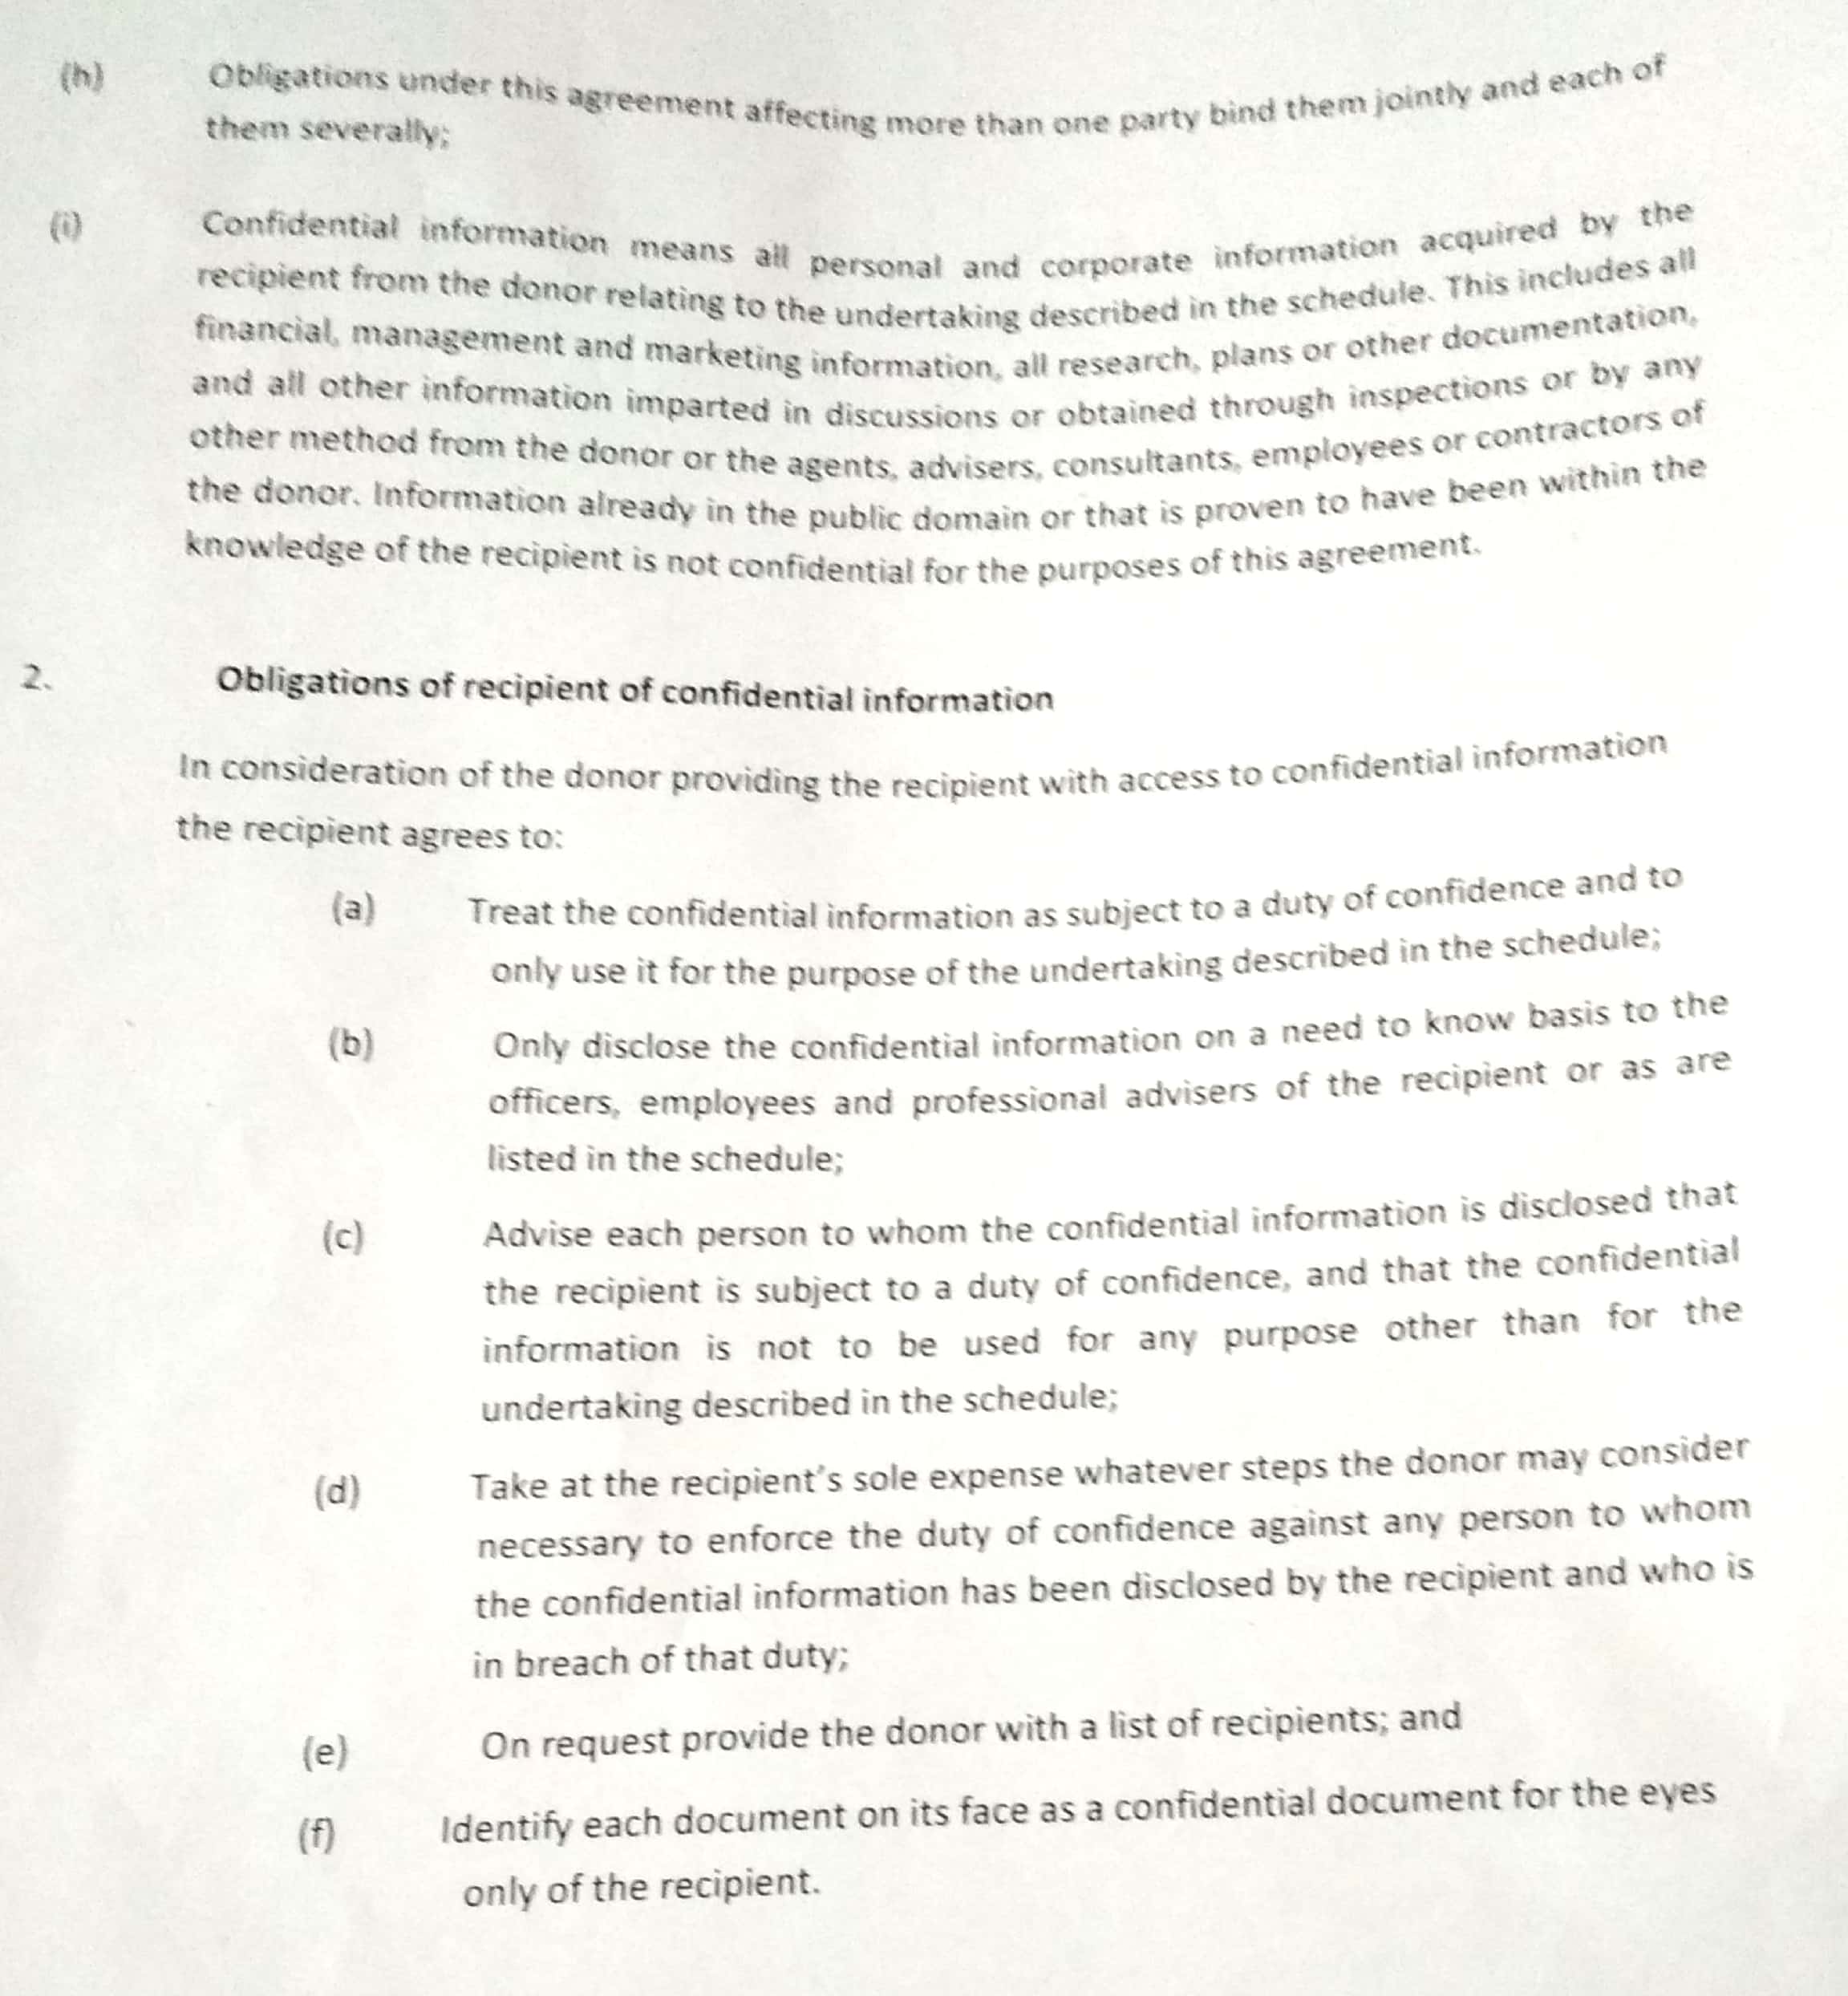 (h) Obligations under this agreement affecting more than one party bind them jointly and each of
them severally;
(i) Confidential information means all personal and corporate information acquired by the
recipient from the donor relating to the undertaking described in the schedule. This includes all
financial, management and marketing information, all research, plans or other documentation,
and all other information imparted in discussions or obtained through inspections or by any
other method from the donor or the agents, advisers, consultants, employees or contractors of
the donor. Information already in the public domain or that is proven to have been within the
knowledge of the recipient is not confidential for the purposes of this agreement.
2. Obligations of recipient of confidential information
In consideration of the donor providing the recipient with access to confidential information
the recipient agrees to:
(a) Treat the confidential information as subject to a duty of confidence and to
only use it for the purpose of the undertaking described in the schedule;
(b) Only disclose the confidential information on a need to know basis to the
officers, employees and professional advisers of the recipient or as are
listed in the schedule;
(c) Advise each person to whom the confidential information is disclosed that
the recipient is subject to a duty of confidence, and that the confidential
information is not to be used for any purpose other than for the
undertaking described in the schedule;
(d) Take at the recipient's sole expense whatever steps the donor may consider
necessary to enforce the duty of confidence against any person to whom
the confidential information has been disclosed by the recipient and who is
in breach of that duty;
(e) On request provide the donor with a list of recipients; and
(f) Identify each document on its face as a confidential document for the eyes
only of the recipient.